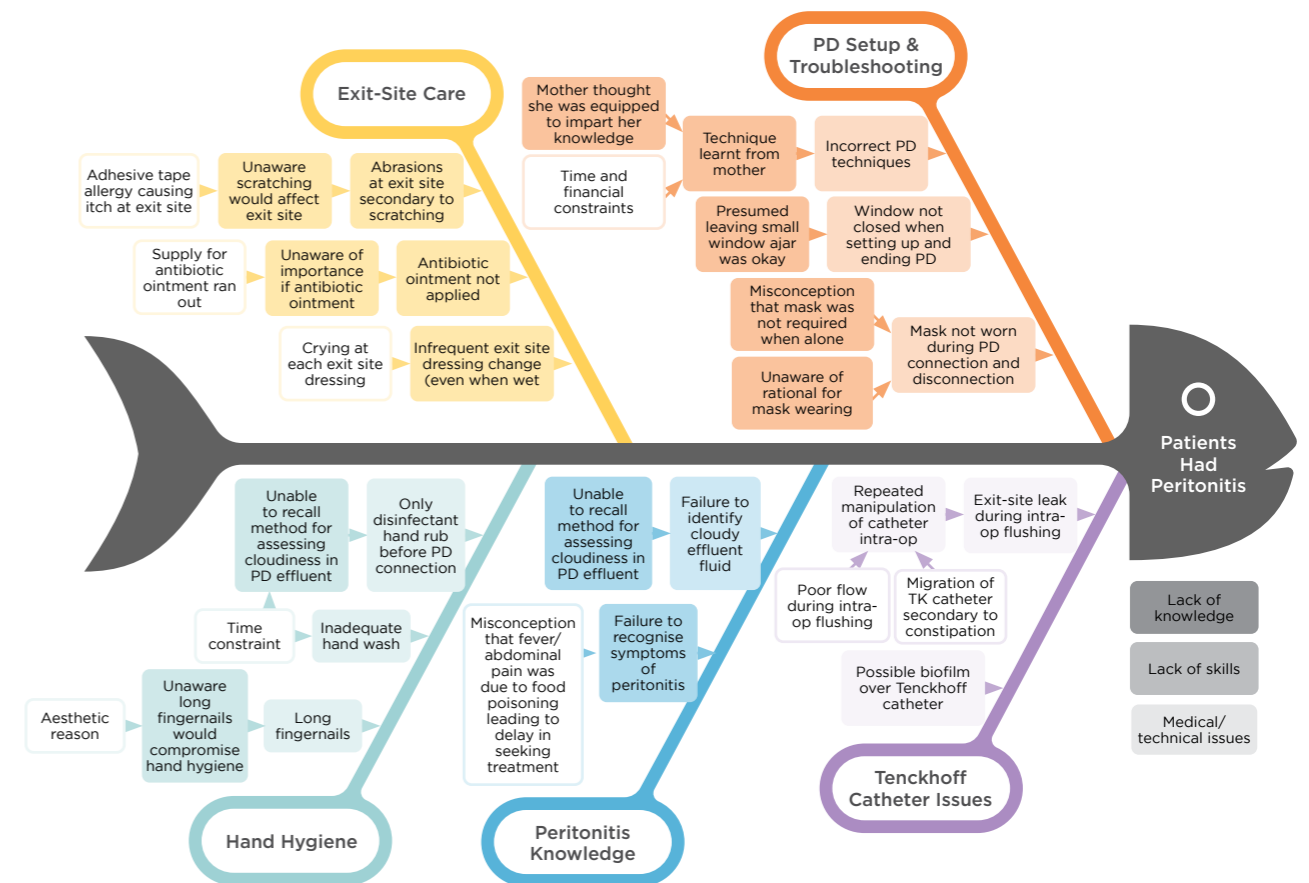 PD Setup &
Troubleshooting
Exit-Site Care
Mother thought
she was equipped
to impart her
knowledge
Time and
financial
constraints
Technique
learnt from
mother
Incorrect PD
techniques
Adhesive tape
allergy causing
itch at exit site
Unaware
scratching
would affect
exit site
Abrasions
at exit site
secondary to
scratching
Presumed
leaving small
window ajar
was okay
Window not
closed when
setting up and
ending PD
Supply for
antibiotic
ointment ran
out
Unaware of
importance
if antibiotic
ointment
Antibiotic
ointment not
applied
Misconception
that mask was
not required
when alone
Unaware of
rational for
mask wearing
Mask not worn
during PD
connection and
disconnection
Crying at
each exit site
dressing
Infrequent exit site
dressing change
(even when wet
Patients
Had
Peritonitis
Unable to
recall
method for
assessing
cloudiness in
PD effluent
Only
disinfectant
hand rub
before PD
connection
Time
constraint
Inadequate
hand wash
Aesthetic
reason
Unaware
long
fingernails
would
compromise
hand hygiene
Long
fingernails
Hand Hygiene
Unable
to recall
method for
assessing
cloudiness in
PD effluent
Failure to
identify
cloudy
effluent
fluid
Misconception
that fever/
abdominal
pain was
due to food
poisoning
leading to
delay in
seeking
treatment
Failure to
recognise
symptoms
of
peritonitis
Peritonitis
Knowledge
Repeated
manipulation
of catheter
intra-op
Exit-site leak
during intra-
op flushing
Poor flow
during intra-
op flushing
Migration of
TK catheter
secondary to
constipation
Possible biofilm
over Tenckhoff
catheter
Tenckhoff
Catheter Issues
Lack of
knowledge
Lack of skills
Medical/
technical issues